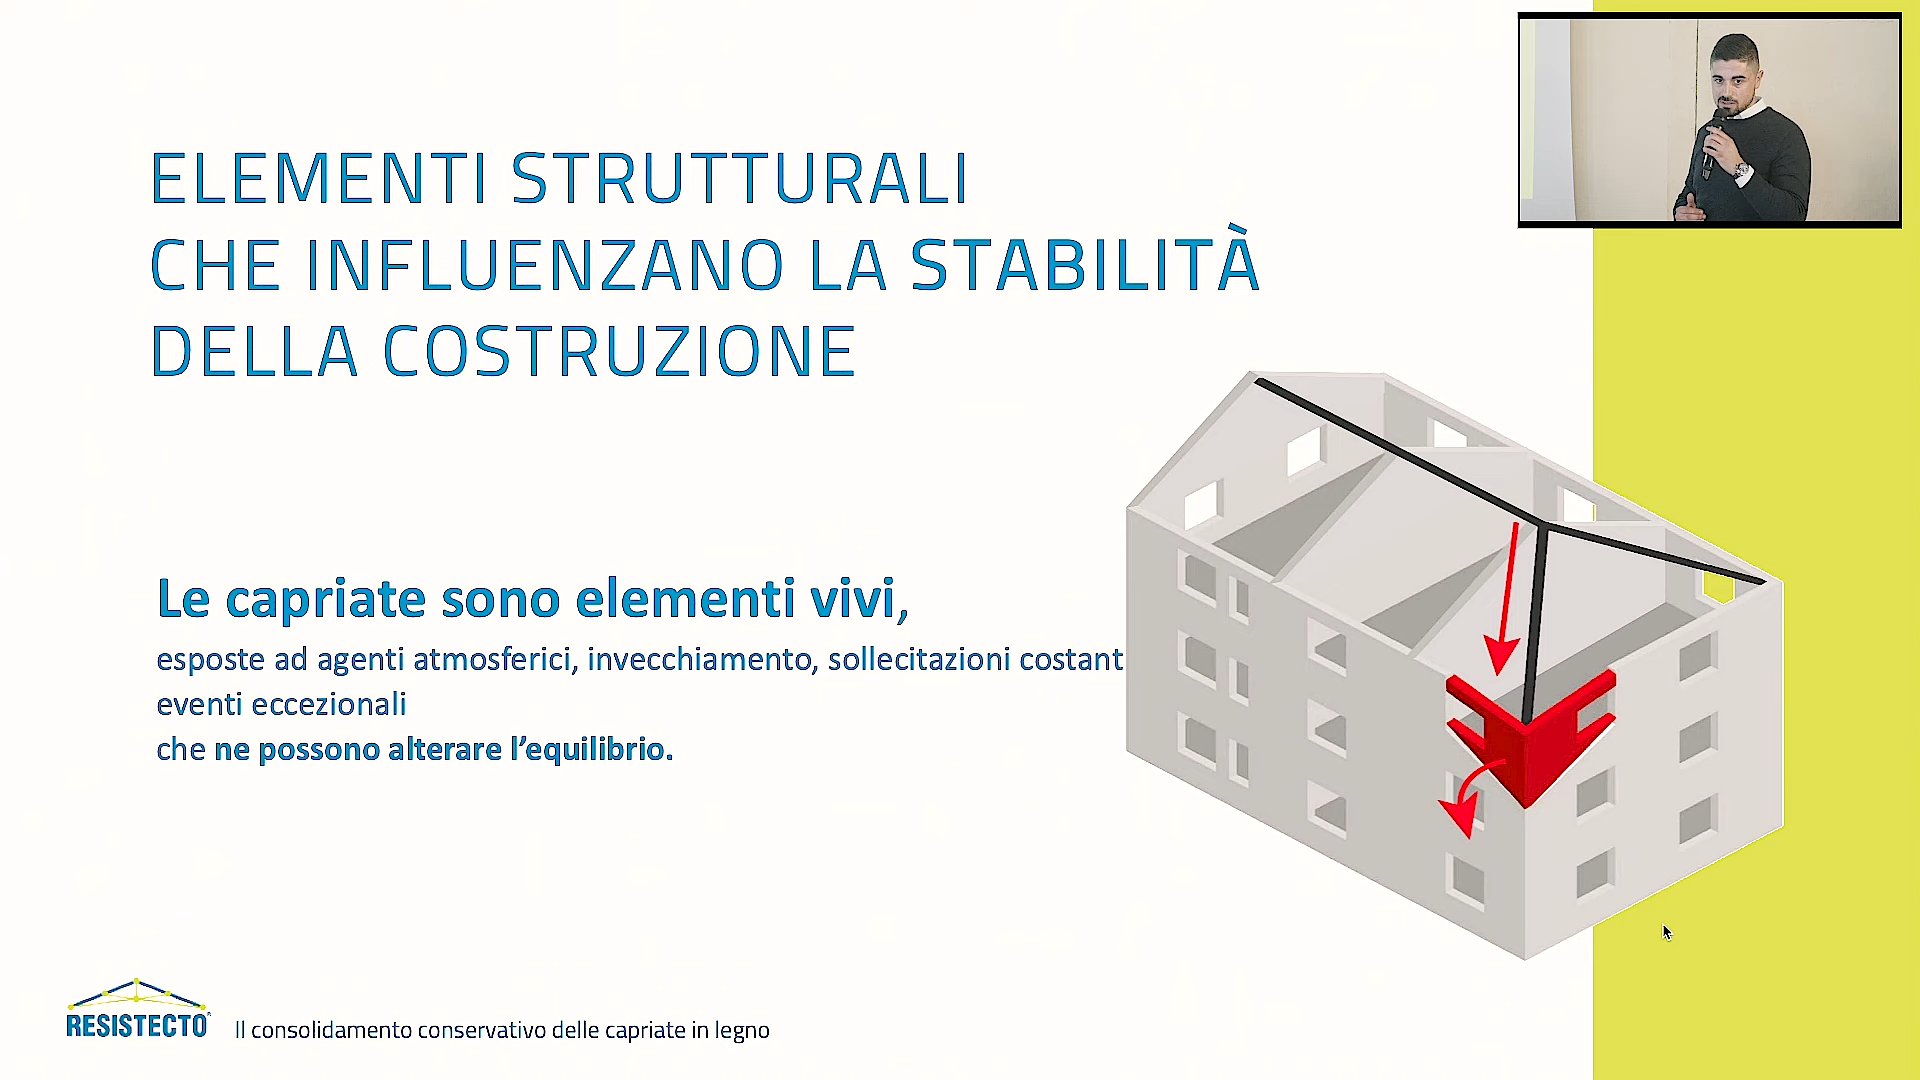 ELEMENTI STRUTTURALI
CHE INFLUENZANO LA STABILITÀ
DELLA COSTRUZIONE
Le capriate sono elementi vivi,
esposte ad agenti atmosferici, invecchiamento, sollecitazioni costant
eventi eccezionali
che ne possono alterare l’equilibrio.
RESISTECTO
Il consolidamento conservativo delle capriate in legno